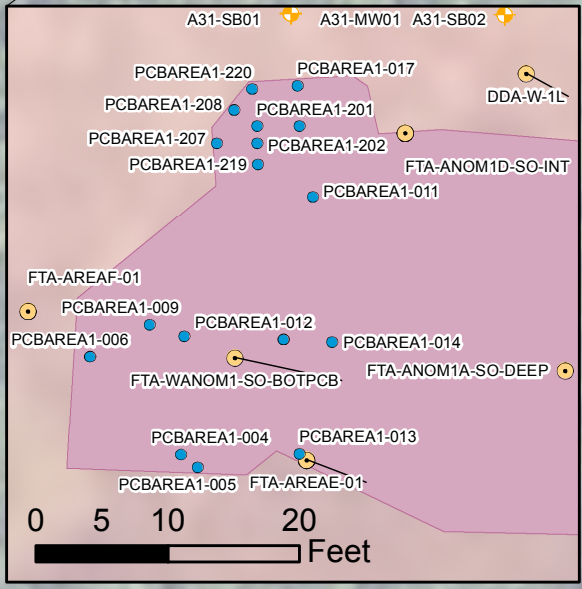 A31-SB01 A31-MW01 A31-SB02
PCBAREA1-220 PCBAREA1-017
DDA-W-1L
PCBAREA1-208 PCBAREA1-201
PCBAREA1-207 PCBAREA1-202
PCBAREA1-219 FTA-ANOM1D-SO-INT
PCBAREA1-011
FTA-AREAF-01
PCBAREA1-009
PCBAREA1-012
PCBAREA1-006 PCBAREA1-014
FTA-WANOM1-SO-BOTPCB FTA-ANOM1A-SO-DEEP
PCBAREA1-004 PCBAREA1-013
PCBAREA1-005 FTA-AREAE-01
0 5 10 20
Feet